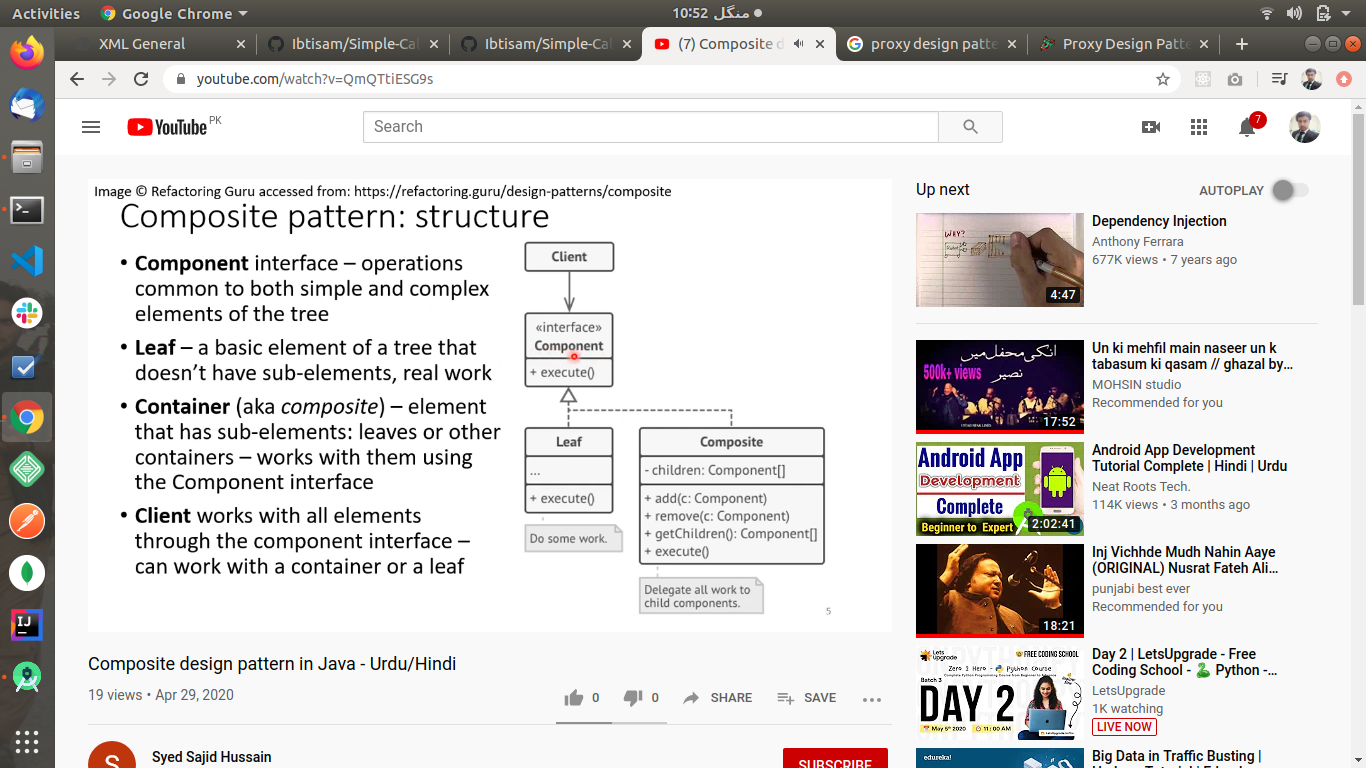 Activities
Google Chrome
منگل 10:52
XML General
Ibtisam/Simple-Cal
Ibtisam/Simple-Cal
(7) Composite d
proxy design patte
Proxy Design Patte
youtube.com/watch?v=QmQTtiESG9s
YouTube PK
Search
7
Image © Refactoring Guru accessed from: https://refactoring.guru/design-patterns/composite
Composite pattern: structure
• Component interface – operations
common to both simple and complex
elements of the tree
• Leaf – a basic element of a tree that
doesn't have sub-elements, real work
• Container (aka composite) – element
that has sub-elements: leaves or other
containers – works with them using
the Component interface
• Client works with all elements
through the component interface –
can work with a container or a leaf
Client
«interface»
Component
+ execute()
Leaf
...
+ execute()
Do some work.
Composite
- children: Component[]
+ add(c: Component)
+ remove(c: Component)
+ getChildren(): Component[]
+ execute()
Delegate all work to
child components.
5
Composite design pattern in Java - Urdu/Hindi
19 views • Apr 29, 2020
0
0
SHARE
SAVE
S
Syed Sajid Hussain
SUBSCRIBE
Up next
AUTOPLAY
WHY?
4:47
Dependency Injection
Anthony Ferrara
677K views • 7 years ago
انکی محفل میں
نصیر
500k+ views
17:52
Un ki mehfil main naseer un k
tabasum ki qasam // ghazal by...
MOHSIN studio
Recommended for you
Android App
Development
Complete
Beginner to Expert
2:02:41
Android App Development
Tutorial Complete | Hindi | Urdu
Neat Roots Tech.
114K views • 3 months ago
18:21
Inj Vichhde Mudh Nahin Aaye
(ORIGINAL) Nusrat Fateh Ali...
punjabi best ever
Recommended for you
Lets
Upgrade
FREE CODING SCHOOL
Zero 2 Hero - Python Course
Batch 3
DAY 2
May 5th 2020
11:00 AM
Day 2 | LetsUpgrade - Free
Coding School - 🐍 Python -...
LetsUpgrade
1K watching
LIVE NOW
edureka!
Big Data in Traffic Busting |